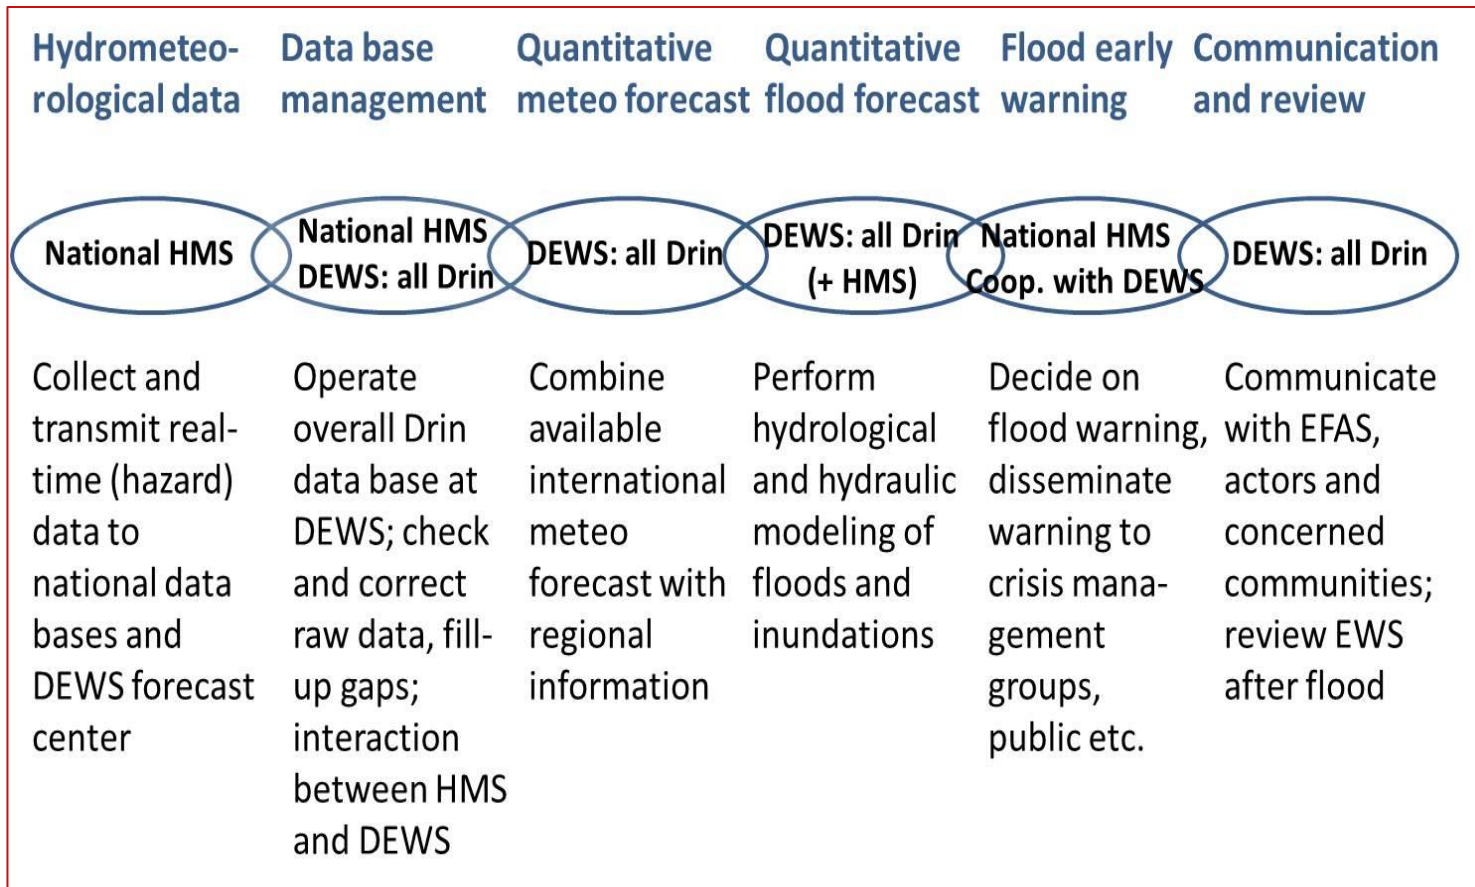 Hydrometeo-
rological data
Data base
management
Quantitative
meteo forecast
Quantitative
flood forecast
Flood early
warning
Communication
and review
National HMS
National HMS
DEWS: all Drin
DEWS: all Drin
DEWS: all Drin
(+ HMS)
National HMS
Coop. with DEWS
DEWS: all Drin
Collect and
transmit real-
time (hazard)
data to
national data
bases and
DEWS forecast
center
Operate
overall Drin
data base at
DEWS; check
and correct
raw data, fill-
up gaps;
interaction
between HMS
and DEWS
Combine
available
international
meteo
forecast with
regional
information
Perform
hydrological
and hydraulic
modeling of
floods and
inundations
Decide on
flood warning,
disseminate
warning to
crisis mana-
gement
groups,
public etc.
Communicate
with EFAS,
actors and
concerned
communities;
review EWS
after flood